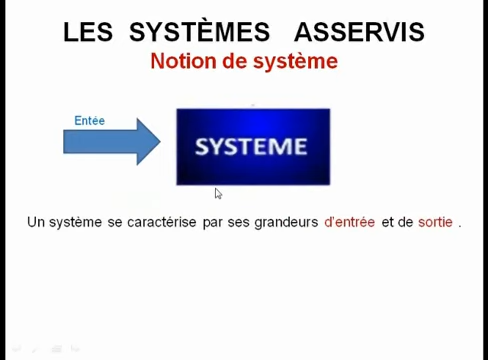 LES SYSTÈMES ASSERVIS
Notion de système
Entée
SYSTEME
Un système se caractérise par ses grandeurs d'entrée et de sortie .